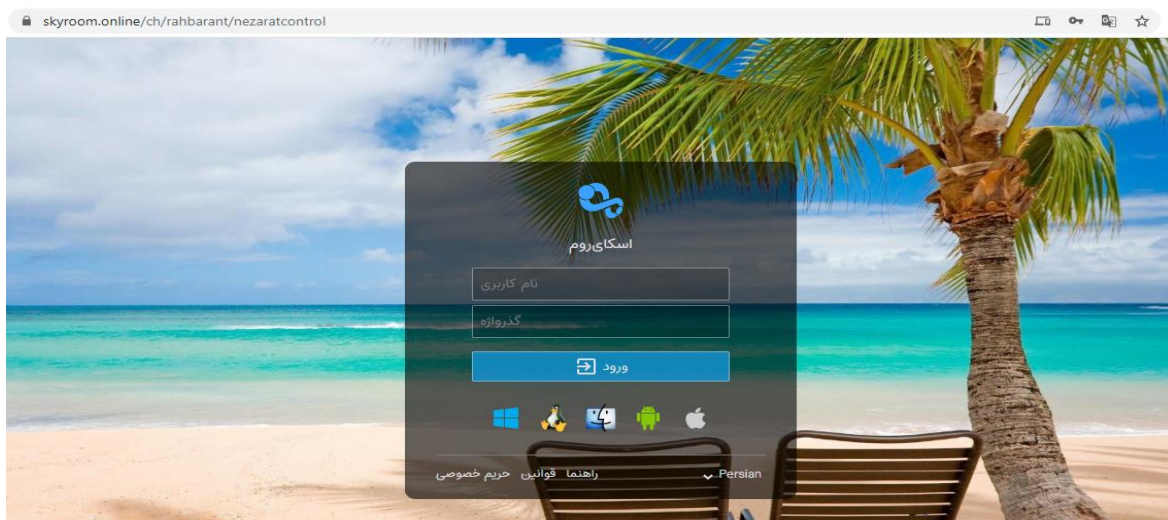 skyroom.online/ch/rahbarant/nezaratcontrol
اسکای‌روم
نام کاربری
گذرواژه
ورود
Persian راهنما قوانین حریم خصوصی